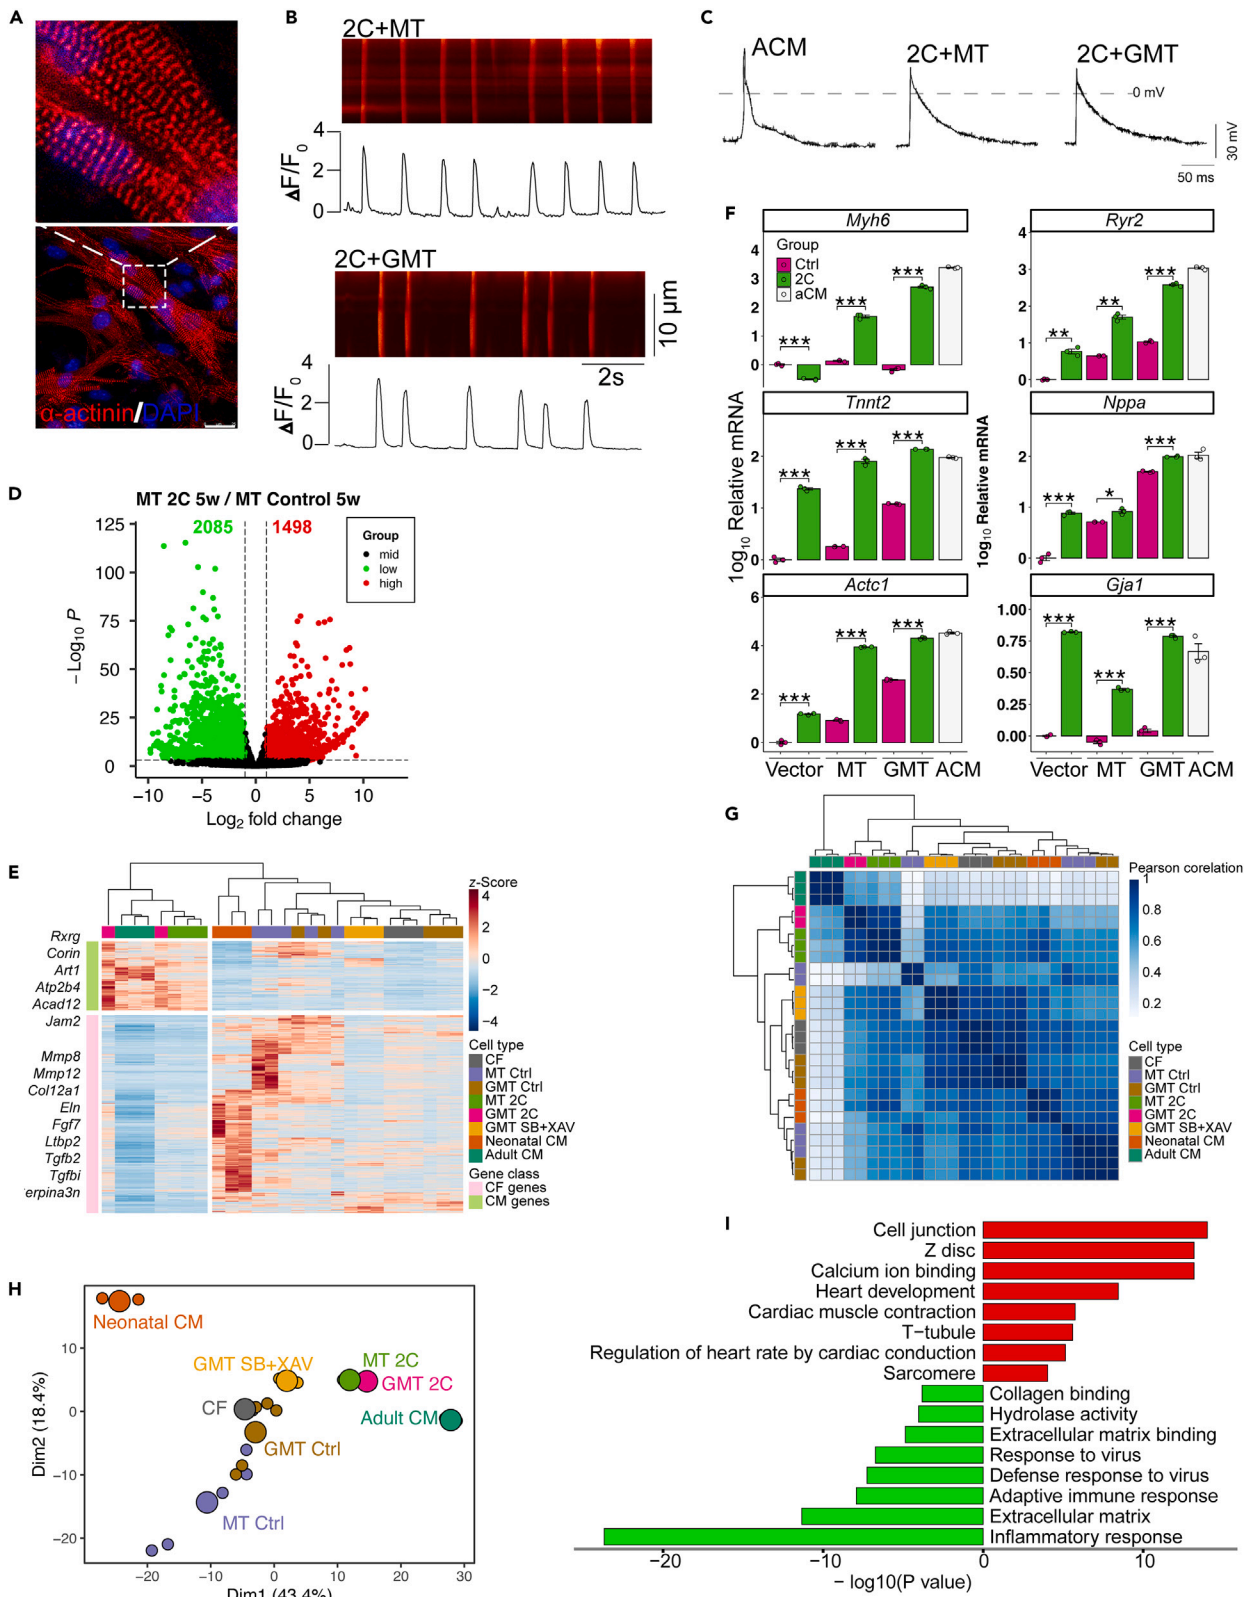 A
α-actinin/DAPI
B
2C+MT
ΔF/F0
4
2
0
2C+GMT
10 μm
2s
ΔF/F0
4
2
0
C
ACM
2C+MT
2C+GMT
0 mV
30 mV
50 ms
D
MT 2C 5w / MT Control 5w
2085
1498
Group
mid
low
high
−Log10 P
125
100
75
50
25
0
−10
−5
0
5
10
Log2 fold change
E
z-Score
4
2
0
−2
−4
Rxrg
Corin
Art1
Atp2b4
Acad12
Jam2
Mmp8
Mmp12
Col12a1
Eln
Fgf7
Ltbp2
Tgfb2
Tgfbi
erpina3n
Cell type
CF
MT Ctrl
GMT Ctrl
MT 2C
GMT 2C
GMT SB+XAV
Neonatal CM
Adult CM
Gene class
CF genes
CM genes
F
Myh6
Group
Ctrl
2C
aCM
4
3
2
1
0
***
***
***
Ryr2
4
3
2
1
0
**
**
***
Tnnt2
2
1
0
***
***
***
Nppa
2
1
0
***
*
***
Actc1
6
4
2
0
***
***
***
Gja1
1.00
0.75
0.50
0.25
0.00
***
***
***
log10 Relative mRNA
log10 Relative mRNA
Vector MT GMT ACM
Vector MT GMT ACM
G
Pearson corelation
1
0.8
0.6
0.4
0.2
Cell type
CF
MT Ctrl
GMT Ctrl
MT 2C
GMT 2C
GMT SB+XAV
Neonatal CM
Adult CM
H
Neonatal CM
GMT SB+XAV
MT 2C
GMT 2C
CF
Adult CM
GMT Ctrl
MT Ctrl
Dim2 (18.4%)
10
0
−10
−20
−20
−10
0
10
20
30
Dim1 (43.4%)
I
Cell junction
Z disc
Calcium ion binding
Heart development
Cardiac muscle contraction
T−tubule
Regulation of heart rate by cardiac conduction
Sarcomere
Collagen binding
Hydrolase activity
Extracellular matrix binding
Response to virus
Defense response to virus
Adaptive immune response
Extracellular matrix
Inflammatory response
−20
−10
0
10
− log10(P value)